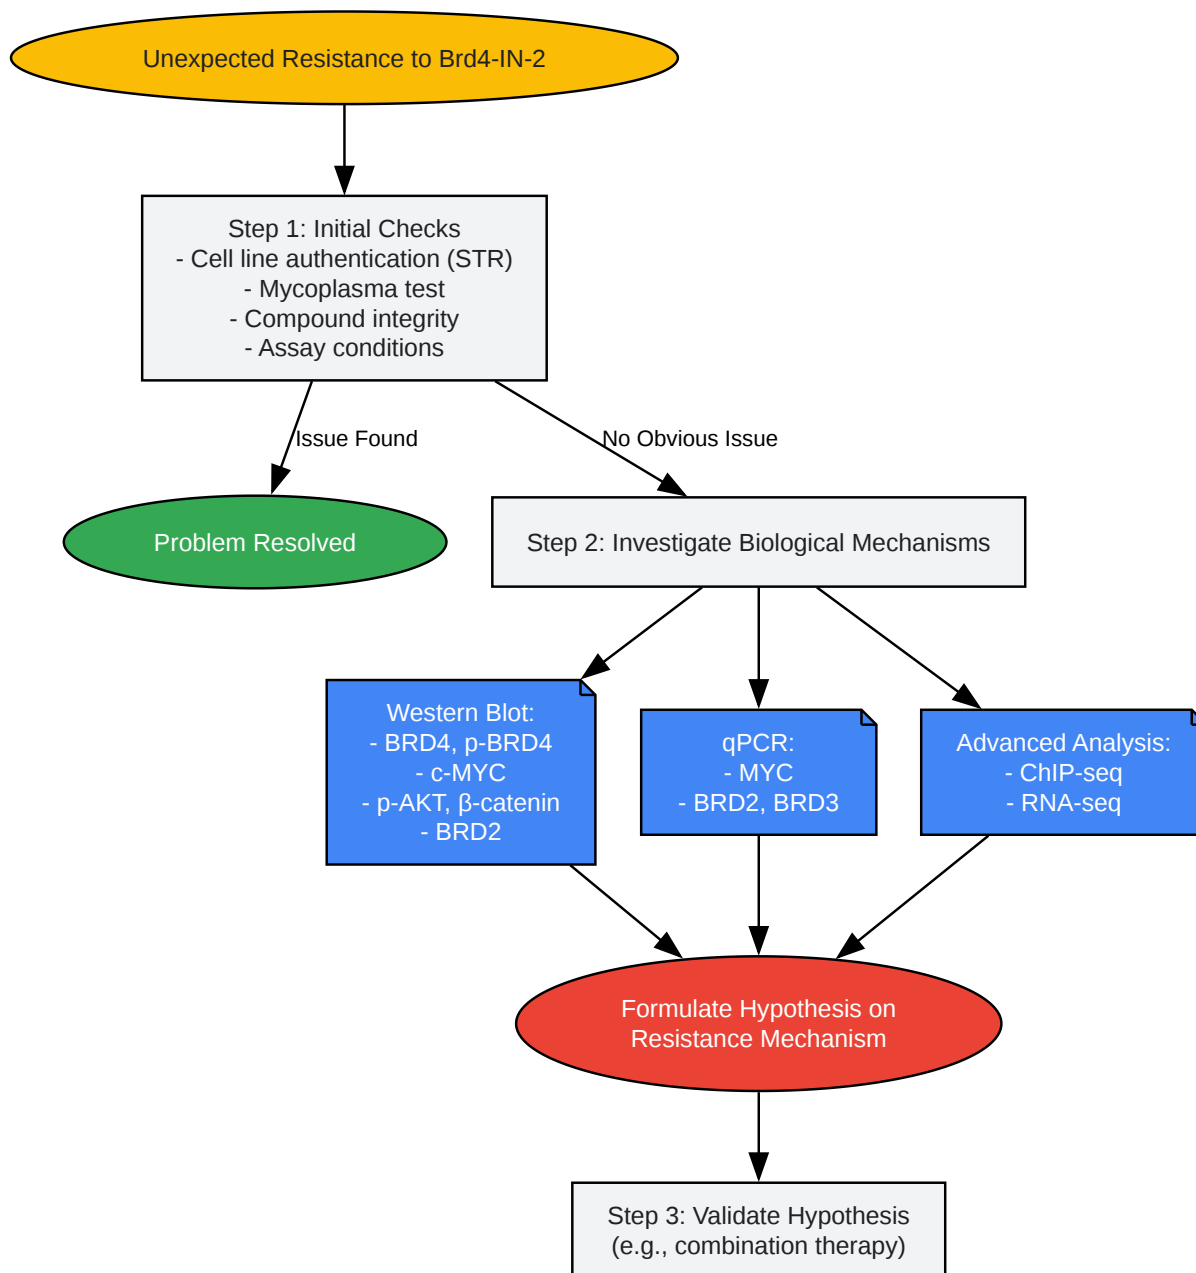 Unexpected Resistance to Brd4-IN-2
Step 1: Initial Checks
- Cell line authentication (STR)
- Mycoplasma test
- Compound integrity
- Assay conditions
Issue Found
No Obvious Issue
Problem Resolved
Step 2: Investigate Biological Mechanisms
Western Blot:
- BRD4, p-BRD4
- c-MYC
- p-AKT, β-catenin
- BRD2
qPCR:
- MYC
- BRD2, BRD3
Advanced Analysis:
- ChIP-seq
- RNA-seq
Formulate Hypothesis on
Resistance Mechanism
Step 3: Validate Hypothesis
(e.g., combination therapy)